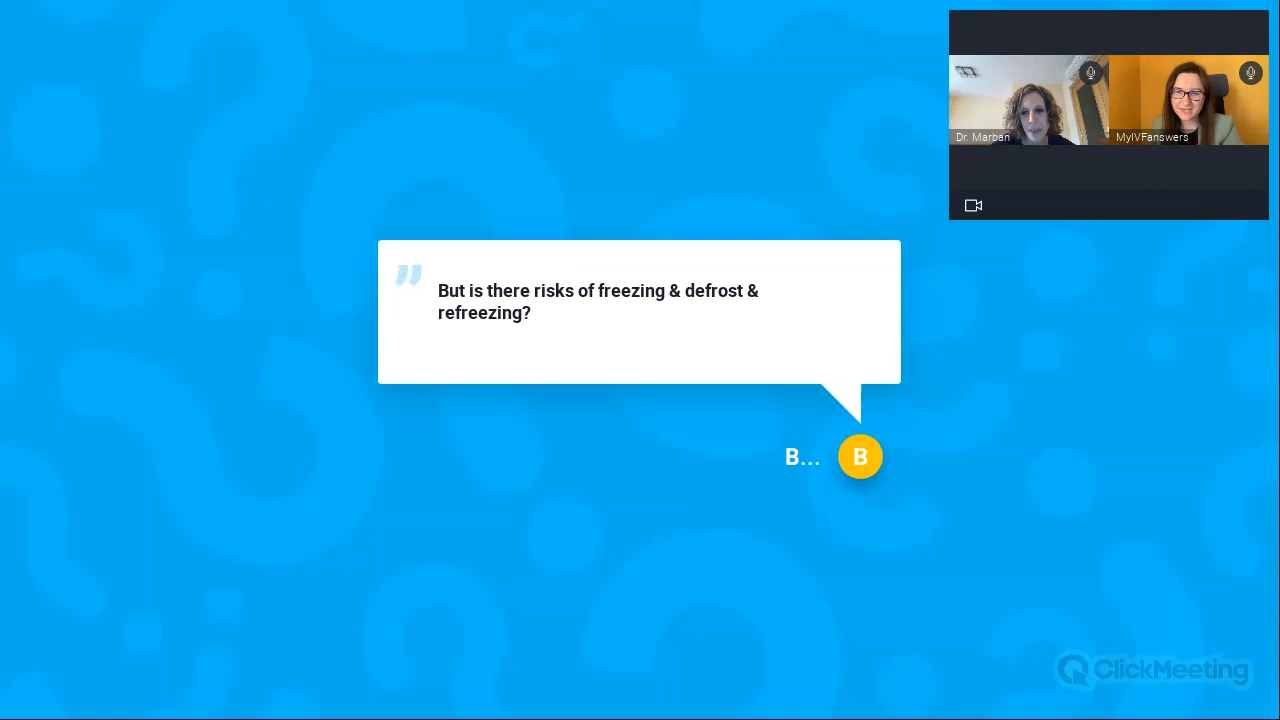 Dr. Marban
MyIVFanswers
But is there risks of freezing & defrost &
refreezing?
B...
B
ClickMeeting